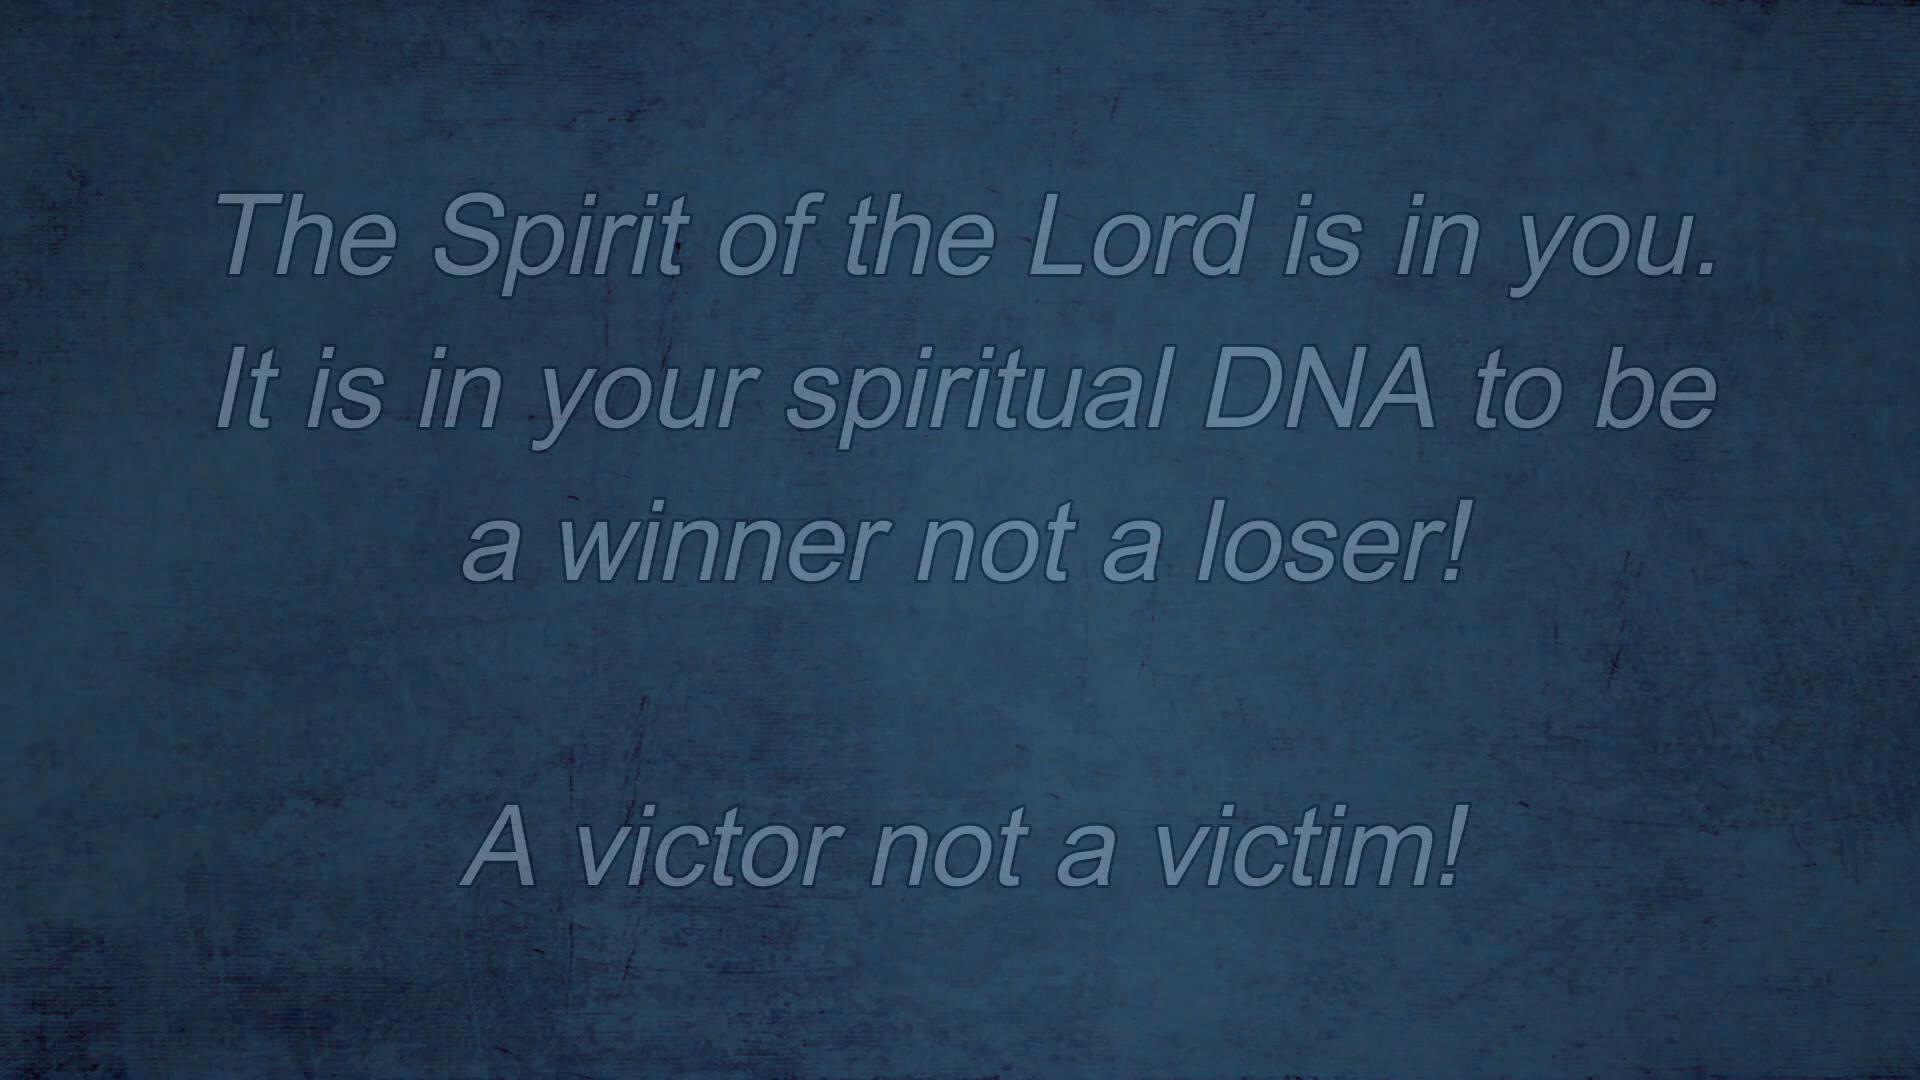 The Spirit of the Lord is in you.
It is in your spiritual DNA to be
a winner not a loser!
A victor not a victim!